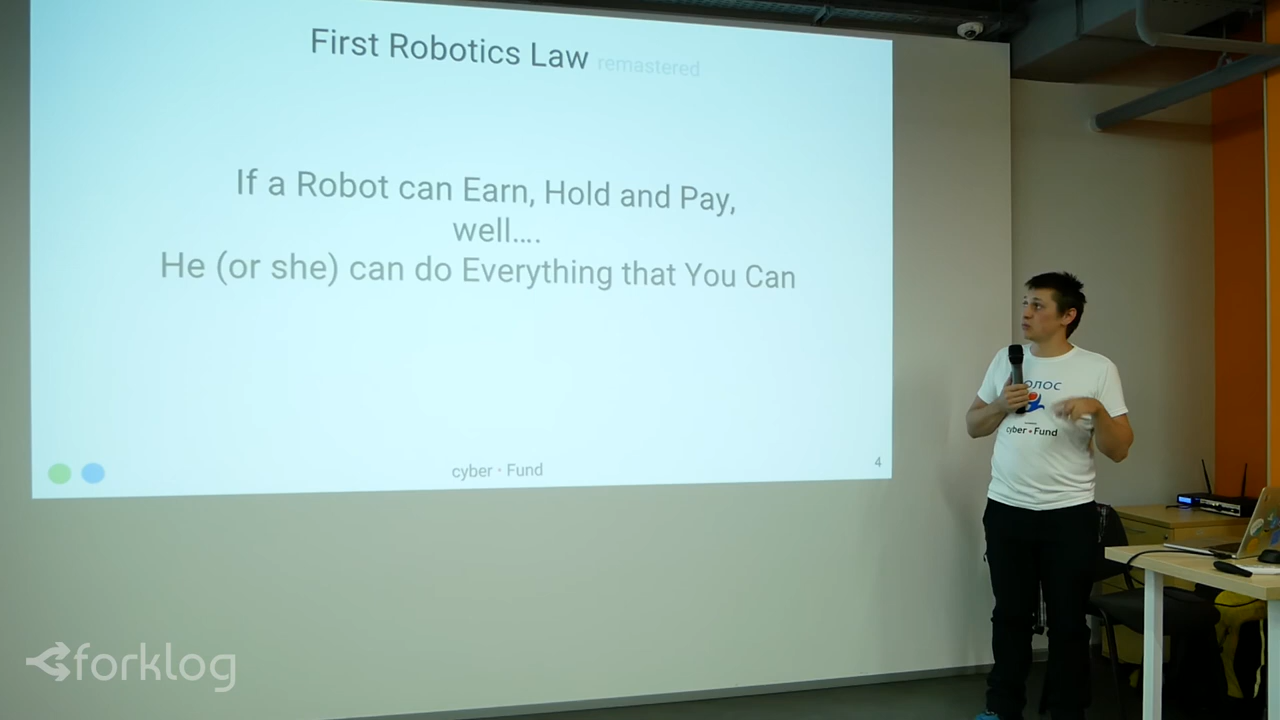 First Robotics Law remastered
If a Robot can Earn, Hold and Pay,
well....
He (or she) can do Everything that You Can
cyber · Fund
4
cyber • Fund
forklog